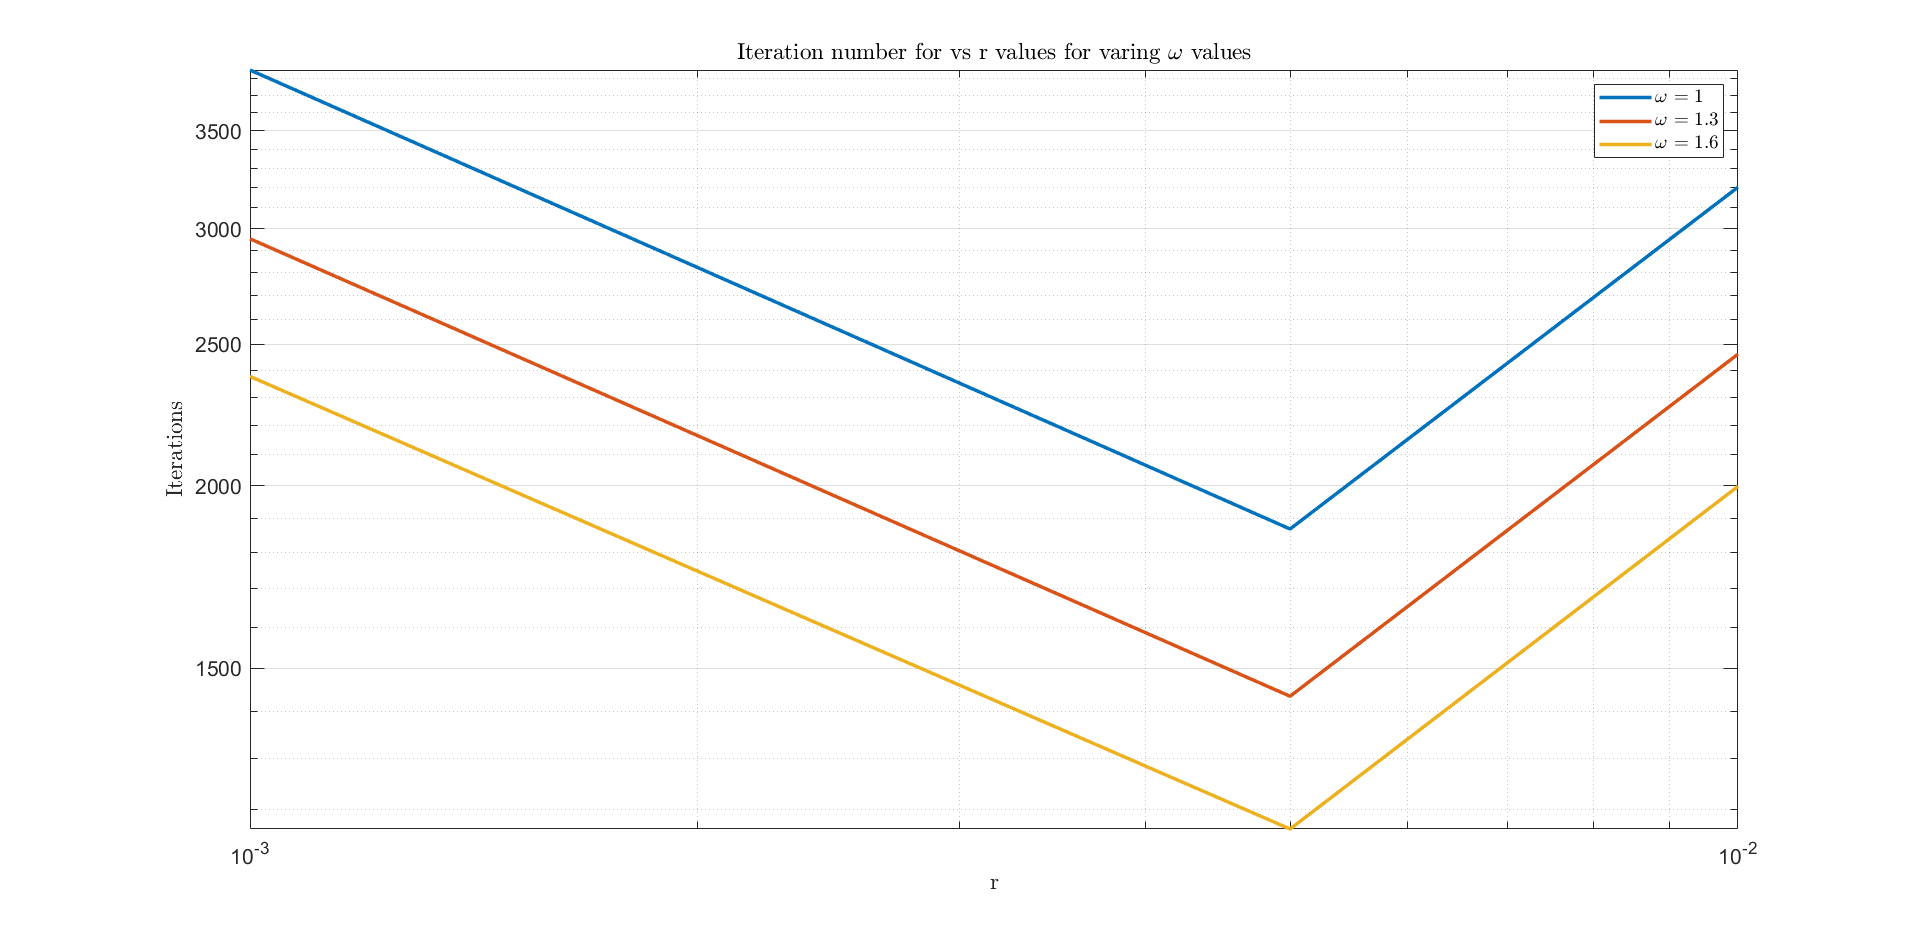 Iteration number for vs r values for varing ω values
ω = 1
ω = 1.3
ω = 1.6
3500
3000
2500
2000
1500
Iterations
10^-3
10^-2
r